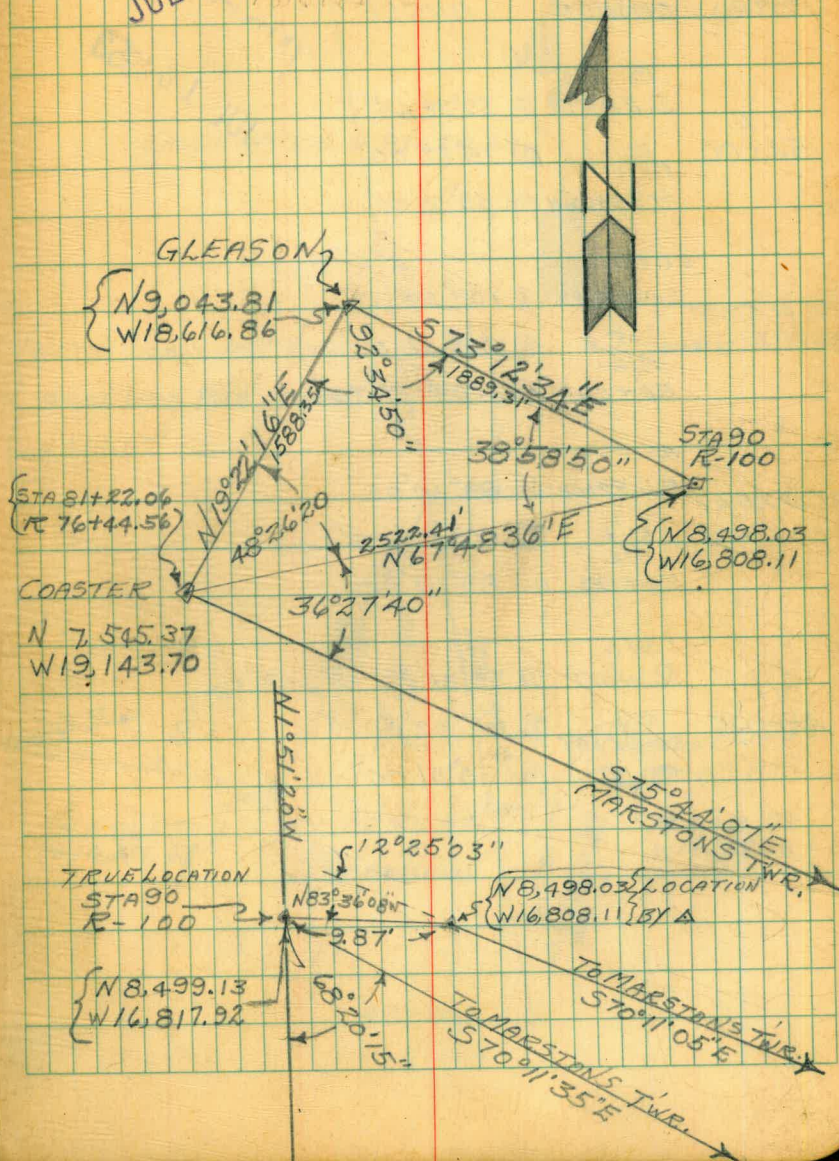 JUL
N
GLEASON
N9,043.81
W18,616.86
92°34'50"
S73°12'34"E
1889.31'
N19°22'16"E
1588.35'
38°58'50"
STA 90
R-100
STA 81+22.06
R 76+44.56
48°26'20
2522.41'
N67°48'36"E
N8,498.03
W16,808.11
COASTER
36°27'40"
N 7,545.37
W19,143.70
N1°51'20"W
S75°44'07"E
MARSTONS TWR.
12°25'03"
TRUE LOCATION
STA 90
R-100
N83°36'08"W
9.87'
N8,498.03 LOCATION
W16,808.11 BY △
N8,499.13
W16,817.92
68°20'15"
TO MARSTONS TWR.
S70°11'05"E
TO MARSTONS TWR.
S70°11'35"E